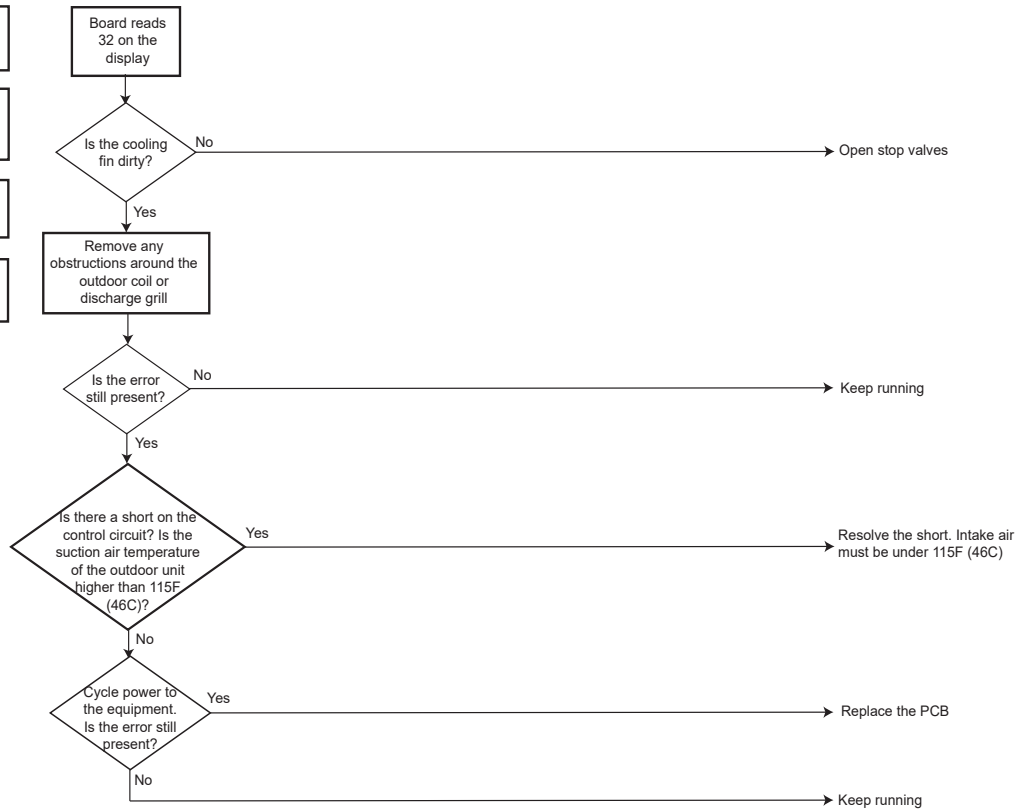 Board reads
32 on the
display
Is the cooling
fin dirty?
No
Open stop valves
Yes
Remove any
obstructions around the
outdoor coil or
discharge grill
Is the error
still present?
No
Keep running
Yes
Is there a short on the
control circuit? Is the
suction air temperature
of the outdoor unit
higher than 115F
(46C)?
Yes
Resolve the short. Intake air
must be under 115F (46C)
No
Cycle power to
the equipment.
Is the error still
present?
Yes
Replace the PCB
No
Keep running